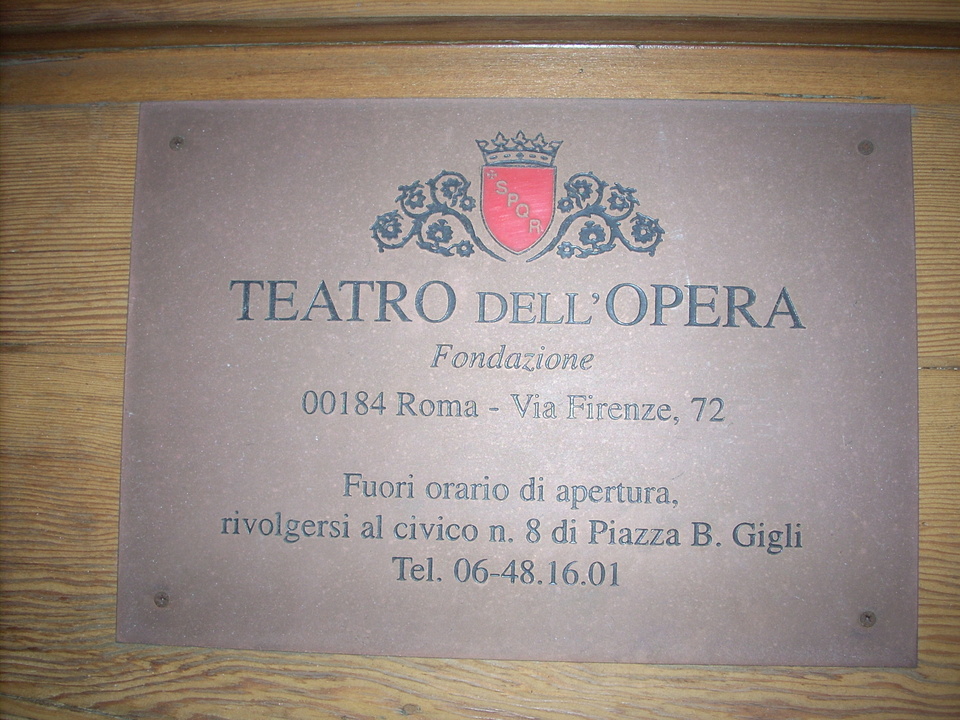 SPQR
TEATRO DELL'OPERA
Fondazione
00184 Roma - Via Firenze, 72
Fuori orario di apertura,
rivolgersi al civico n. 8 di Piazza B. Gigli
Tel. 06-48.16.01